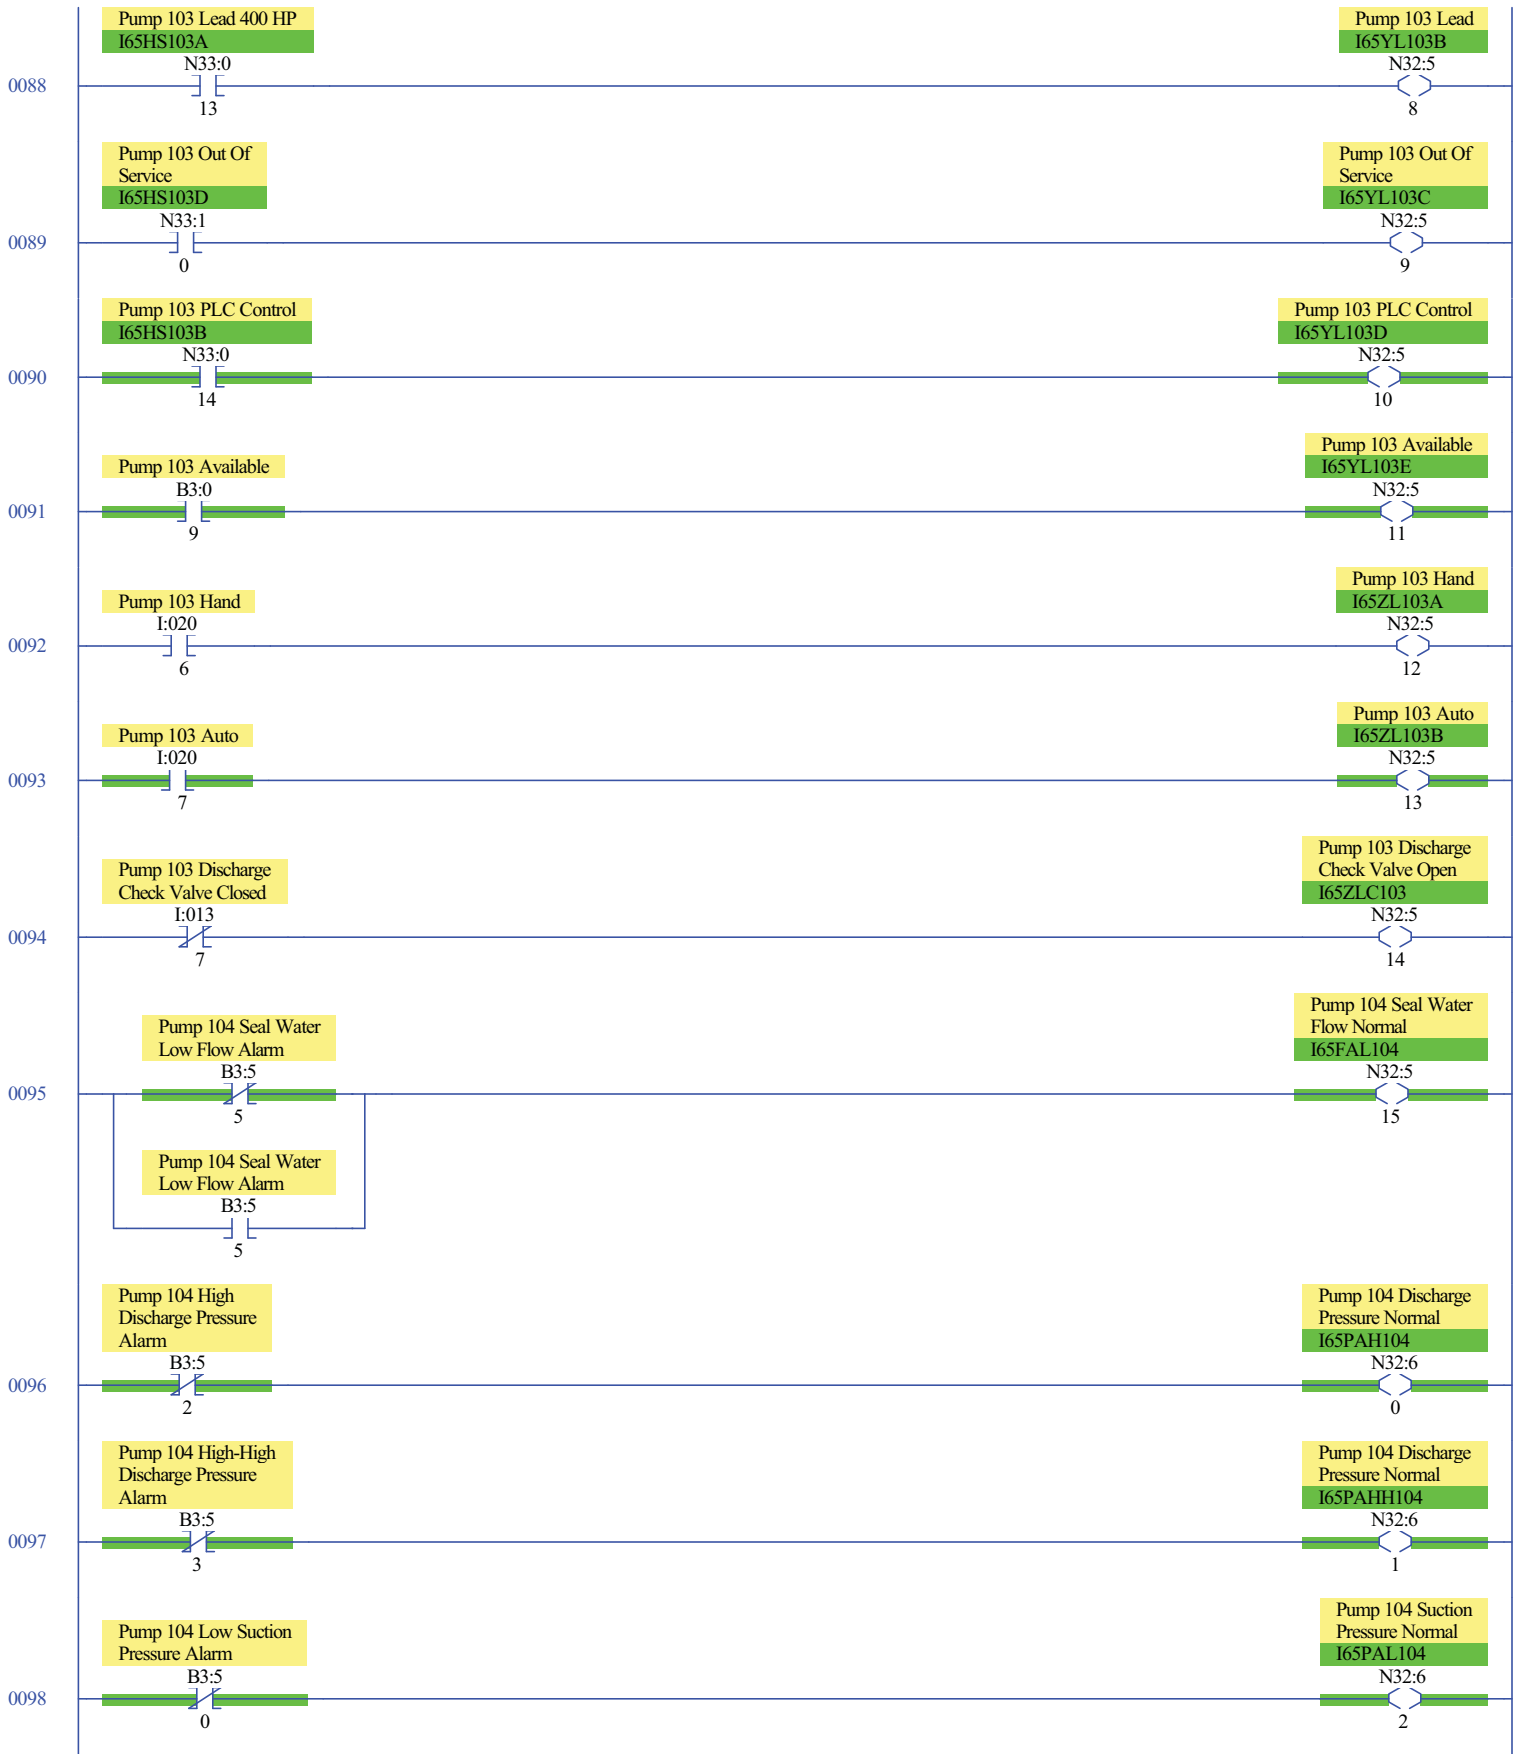 Pump 103 Lead 400 HP
I65HS103A
N33:0
13
Pump 103 Lead
I65YL103B
N32:5
8
0088
Pump 103 Out Of
Service
I65HS103D
N33:1
0
Pump 103 Out Of
Service
I65YL103C
N32:5
9
0089
Pump 103 PLC Control
I65HS103B
N33:0
14
Pump 103 PLC Control
I65YL103D
N32:5
10
0090
Pump 103 Available
B3:0
9
Pump 103 Available
I65YL103E
N32:5
11
0091
Pump 103 Hand
I:020
6
Pump 103 Hand
I65ZL103A
N32:5
12
0092
Pump 103 Auto
I:020
7
Pump 103 Auto
I65ZL103B
N32:5
13
0093
Pump 103 Discharge
Check Valve Closed
I:013
7
Pump 103 Discharge
Check Valve Open
I65ZLC103
N32:5
14
0094
Pump 104 Seal Water
Low Flow Alarm
B3:5
5
Pump 104 Seal Water
Flow Normal
I65FAL104
N32:5
15
0095
Pump 104 Seal Water
Low Flow Alarm
B3:5
5
Pump 104 High
Discharge Pressure
Alarm
B3:5
2
Pump 104 Discharge
Pressure Normal
I65PAH104
N32:6
0
0096
Pump 104 High-High
Discharge Pressure
Alarm
B3:5
3
Pump 104 Discharge
Pressure Normal
I65PAHH104
N32:6
1
0097
Pump 104 Low Suction
Pressure Alarm
B3:5
0
Pump 104 Suction
Pressure Normal
I65PAL104
N32:6
2
0098